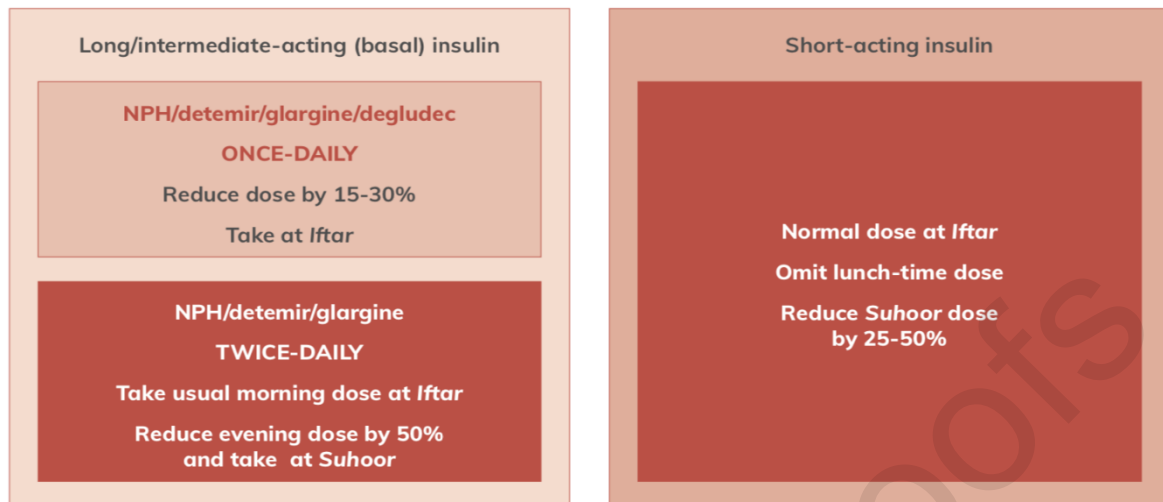 Long/intermediate-acting (basal) insulin
NPH/detemir/glargine/degludec
ONCE-DAILY
Reduce dose by 15-30%
Take at Iftar
NPH/detemir/glargine
TWICE-DAILY
Take usual morning dose at Iftar
Reduce evening dose by 50%
and take at Suhoor
Short-acting insulin
Normal dose at Iftar
Omit lunch-time dose
Reduce Suhoor dose
by 25-50%